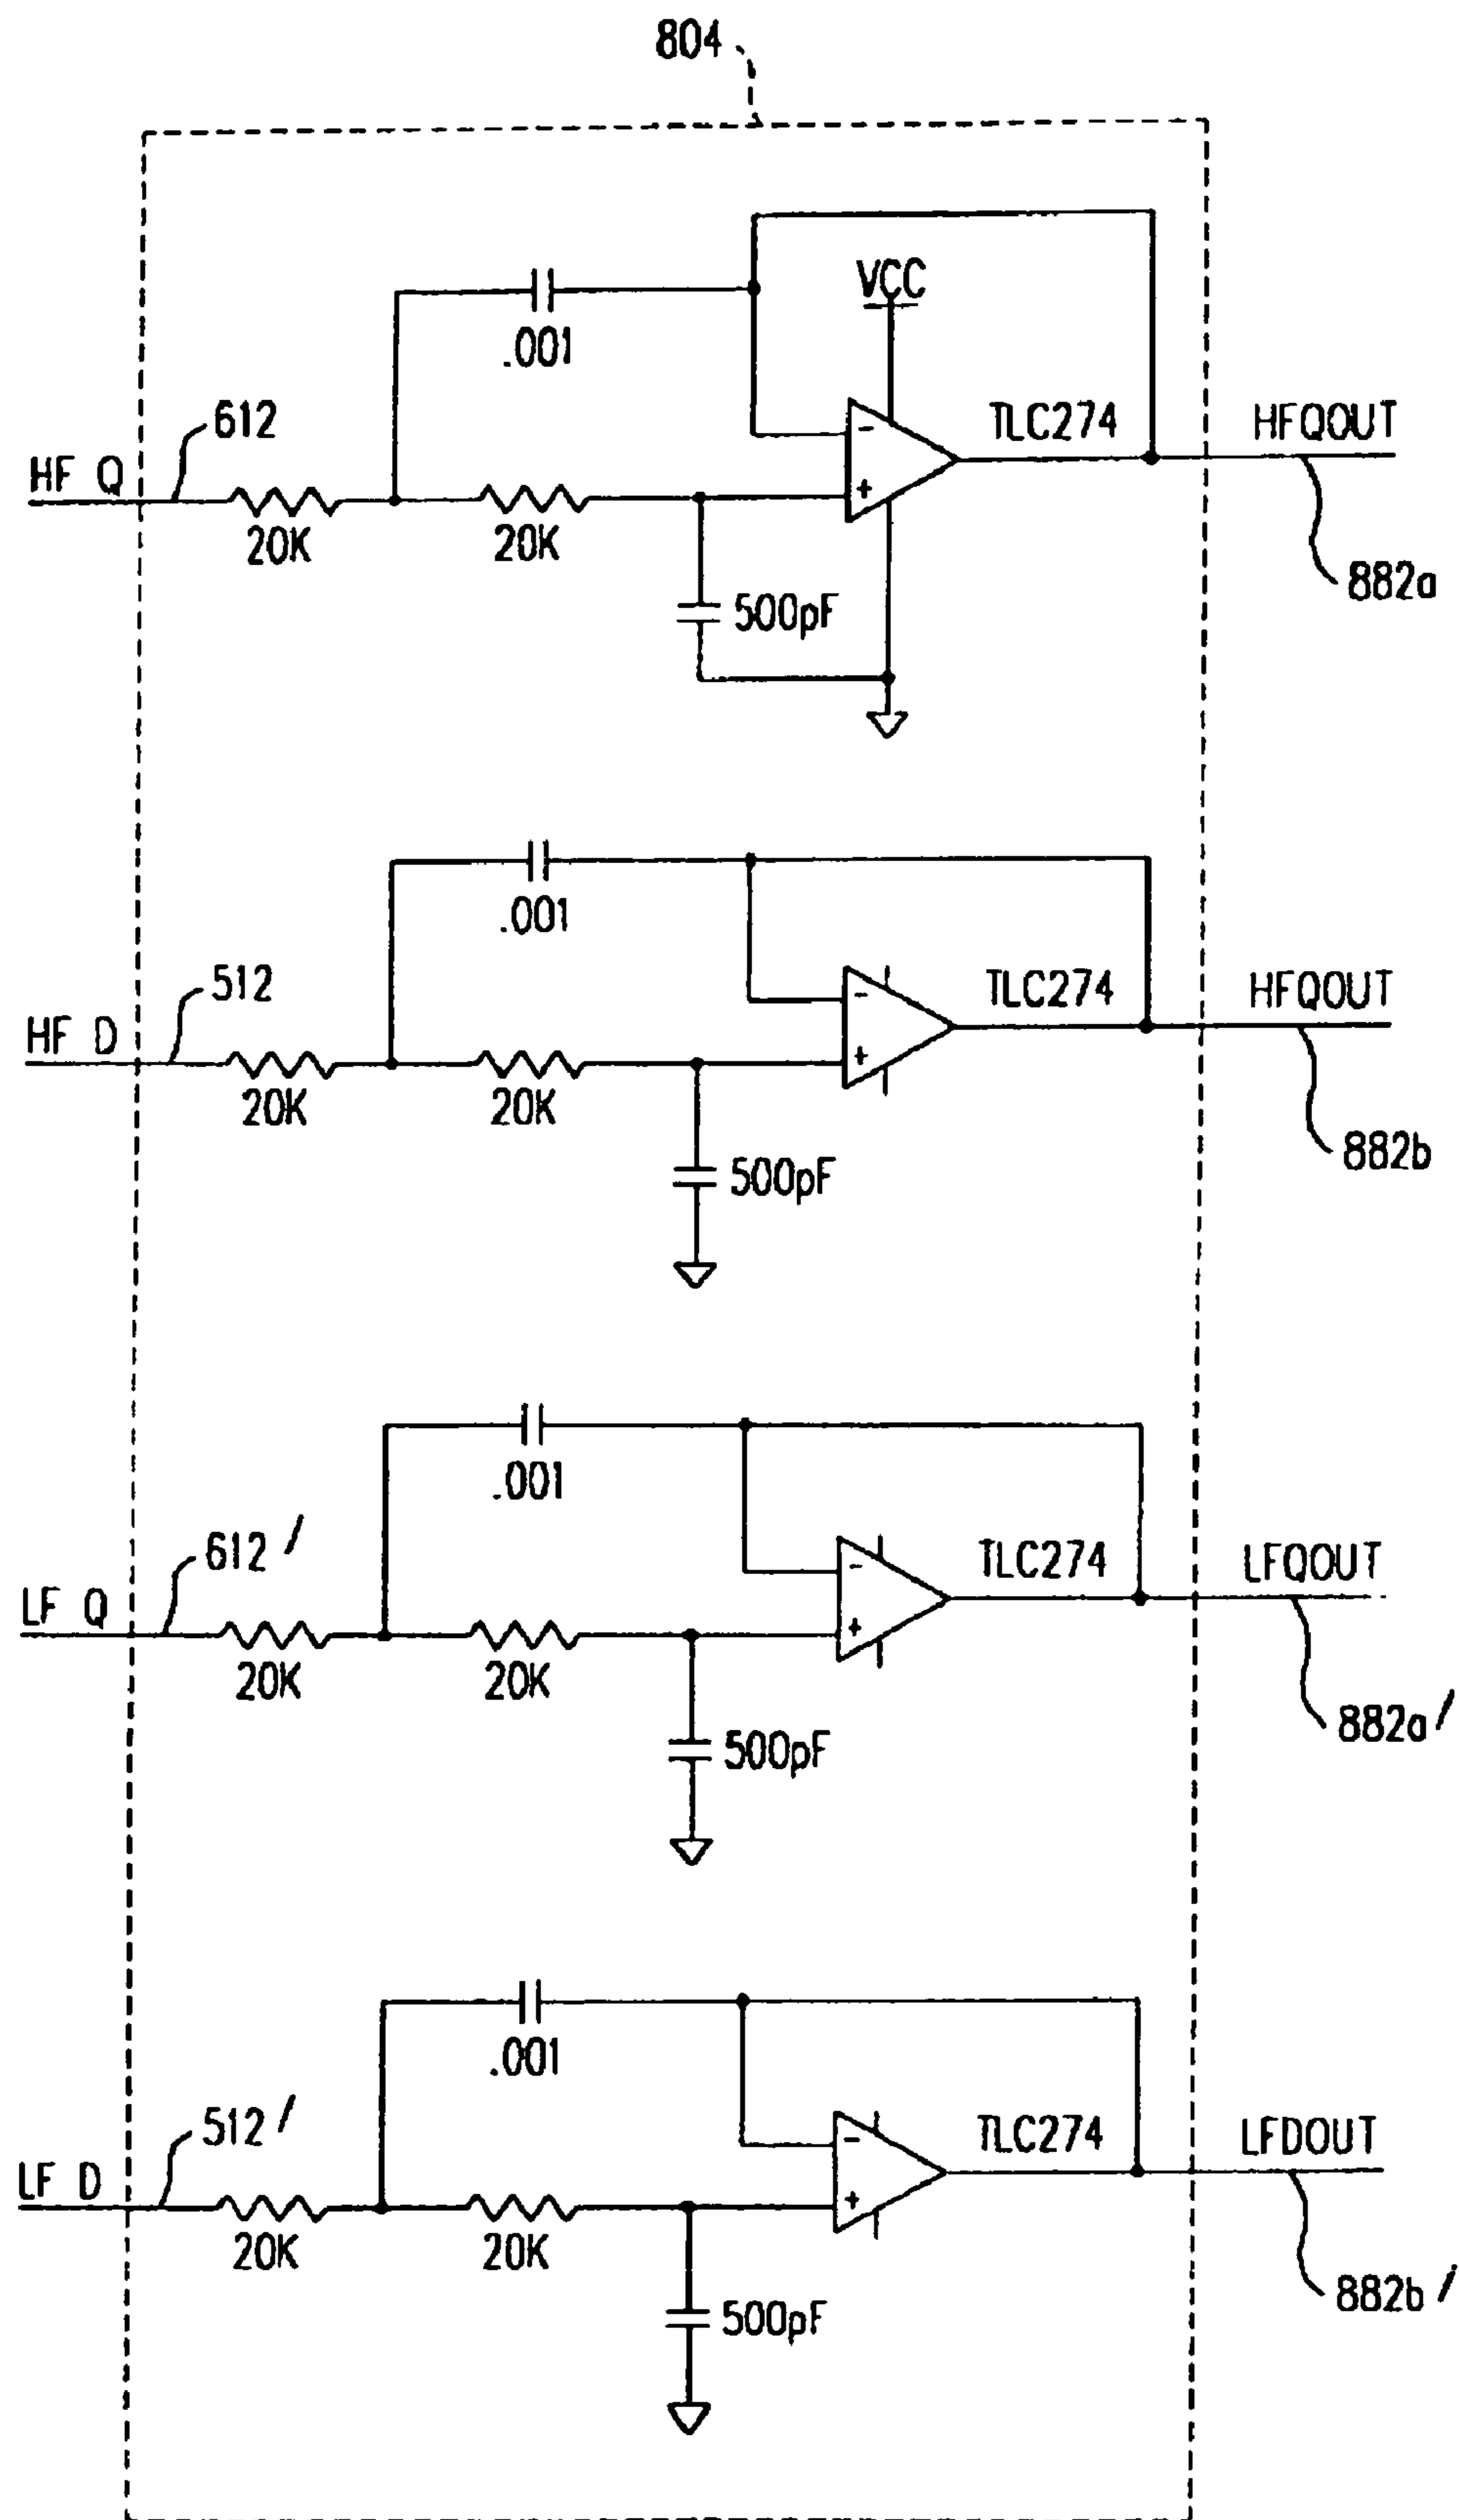 804
VCC
.001
612
TLC274
HFQOUT
HF Q
20K
20K
882a
500pF
.001
512
TLC274
HFQOUT
HF D
20K
20K
882b
500pF
.001
612'
TLC274
LFQOUT
LF Q
20K
20K
882a'
500pF
.001
512'
TLC274
LFDOUT
LF D
20K
20K
882b'
500pF